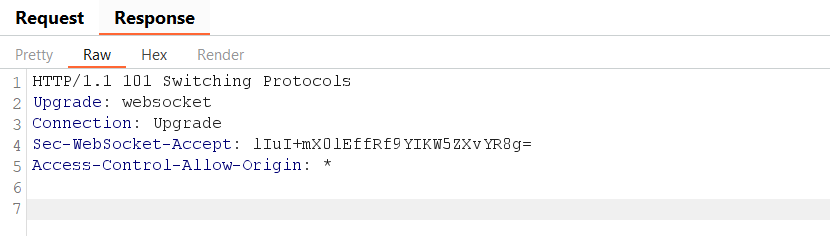 Request Response
Pretty Raw Hex Render
1 HTTP/1.1 101 Switching Protocols
2 Upgrade: websocket
3 Connection: Upgrade
4 Sec-WebSocket-Accept: lIuI+mX0lEffRf9YIKW5ZXvYR8g=
5 Access-Control-Allow-Origin: *
6
7